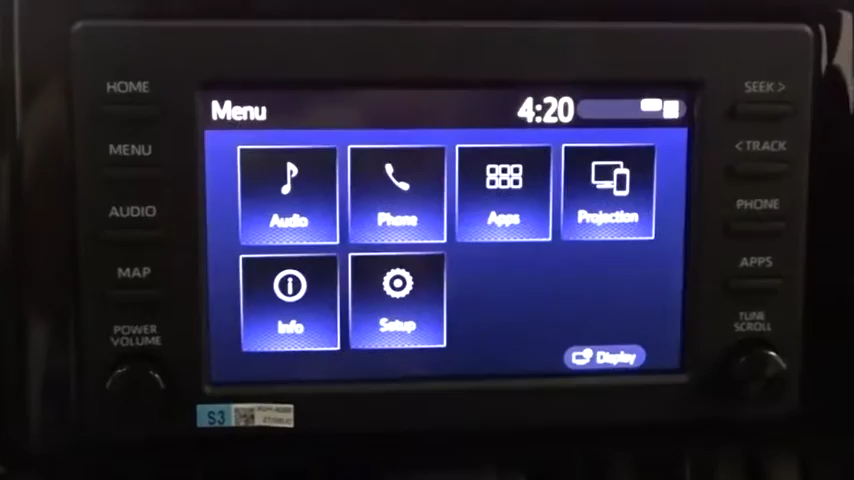 HOME
MENU
AUDIO
MAP
POWER
VOLUME
Menu
4:20
Audio
Phone
Apps
Projection
Info
Setup
Display
SEEK >
< TRACK
PHONE
APPS
TUNE
SCROLL
S3